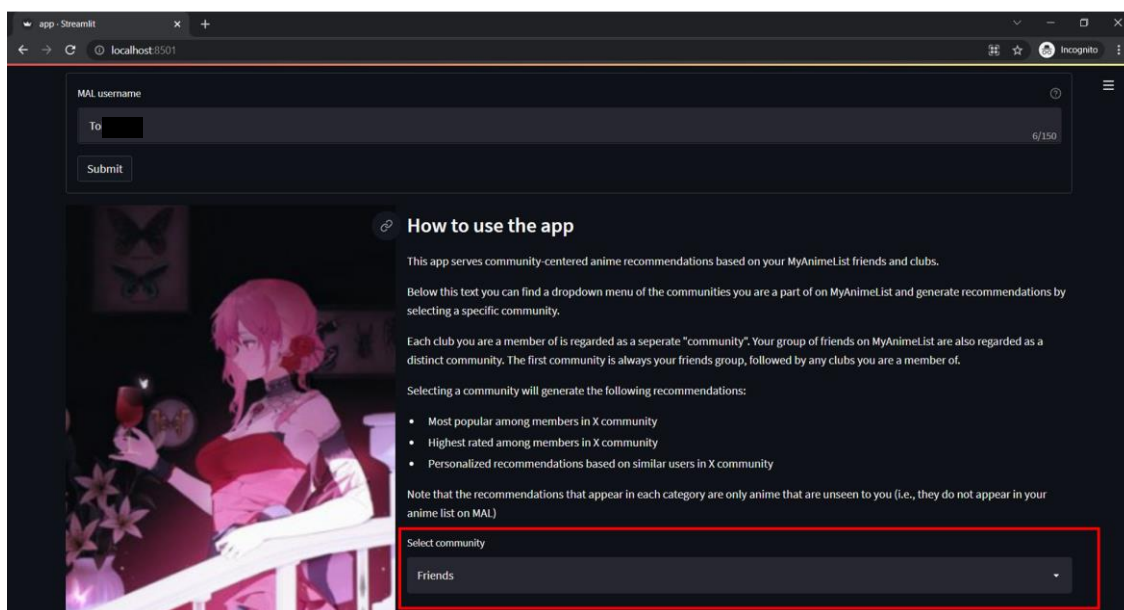 app · Streamlit
localhost:8501
Incognito
MAL username
To
6/150
Submit
How to use the app
This app serves community-centered anime recommendations based on your MyAnimeList friends and clubs.
Below this text you can find a dropdown menu of the communities you are a part of on MyAnimeList and generate recommendations by
selecting a specific community.
Each club you are a member of is regarded as a seperate "community". Your group of friends on MyAnimeList are also regarded as a
distinct community. The first community is always your friends group, followed by any clubs you are a member of.
Selecting a community will generate the following recommendations:
• Most popular among members in X community
• Highest rated among members in X community
• Personalized recommendations based on similar users in X community
Note that the recommendations that appear in each category are only anime that are unseen to you (i.e., they do not appear in your
anime list on MAL)
Select community
Friends